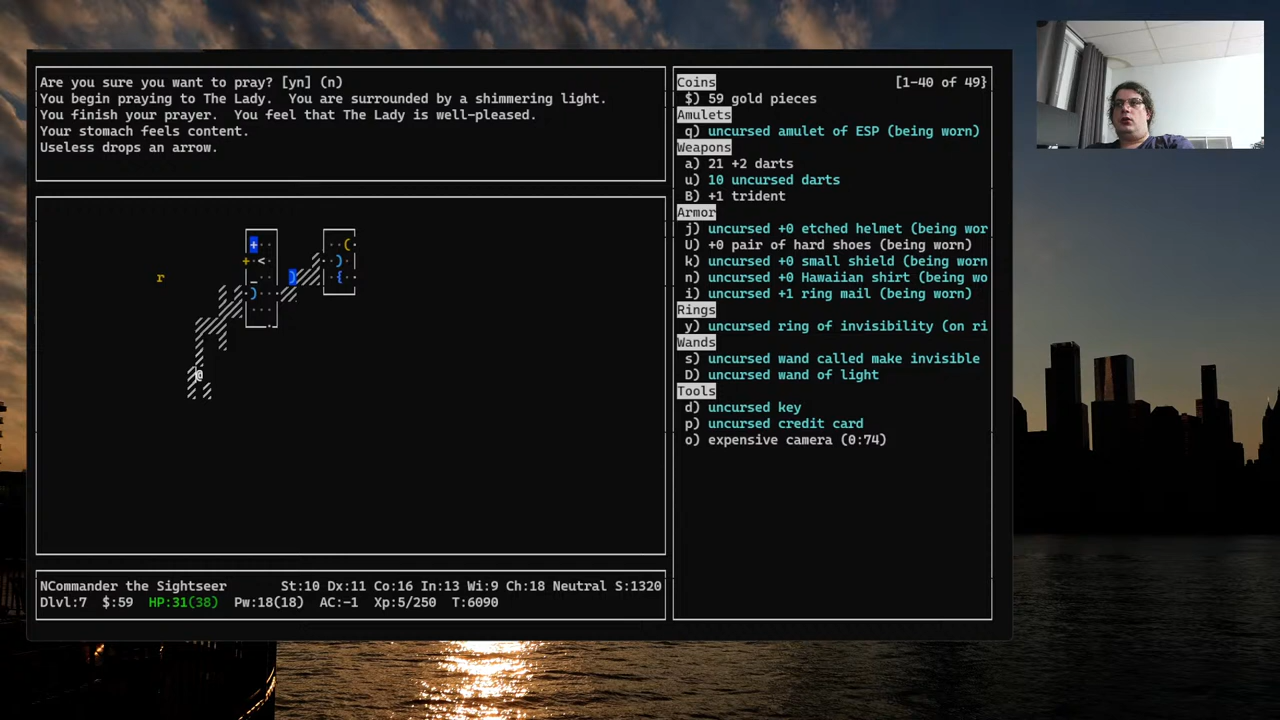 Are you sure you want to pray? [yn] (n)
You begin praying to The Lady.  You are surrounded by a shimmering light.
You finish your prayer.  You feel that The Lady is well-pleased.
Your stomach feels content.
Useless drops an arrow.
+··
··(·
+·<
··)
r
_··
)
·{·
)··
···
@
NCommander the Sightseer St:10 Dx:11 Co:16 In:13 Wi:9 Ch:18 Neutral S:1320
Dlvl:7 $:59 HP:31(38) Pw:18(18) AC:-1 Xp:5/250 T:6090
Coins [1-40 of 49}
$) 59 gold pieces
Amulets
q) uncursed amulet of ESP (being worn)
Weapons
a) 21 +2 darts
u) 10 uncursed darts
B) +1 trident
Armor
j) uncursed +0 etched helmet (being wor
U) +0 pair of hard shoes (being worn)
k) uncursed +0 small shield (being worn
n) uncursed +0 Hawaiian shirt (being wo
i) uncursed +1 ring mail (being worn)
Rings
y) uncursed ring of invisibility (on ri
Wands
s) uncursed wand called make invisible
D) uncursed wand of light
Tools
d) uncursed key
p) uncursed credit card
o) expensive camera (0:74)